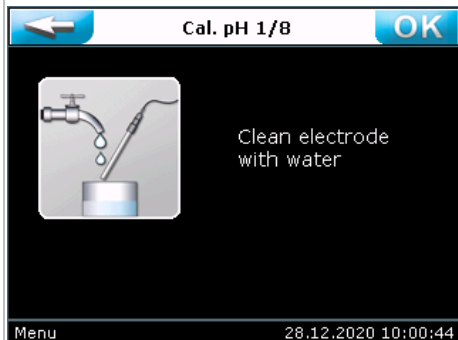 Cal. pH 1/8
OK
Clean electrode
with water
Menu
28.12.2020 10:00:44